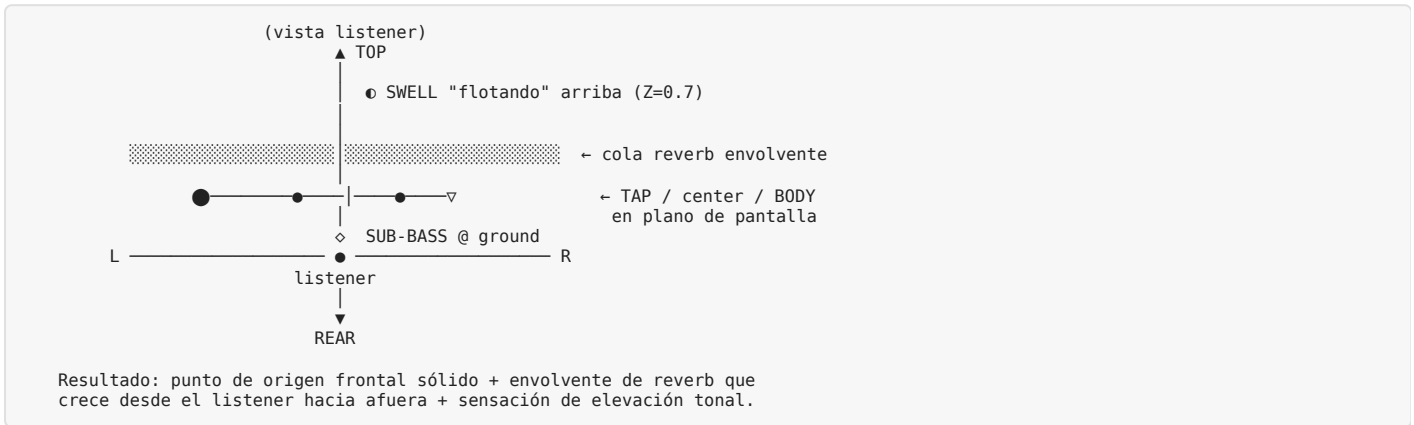 (vista listener)
▲ TOP
◐ SWELL "flotando" arriba (Z=0.7)
← cola reverb envolvente
← TAP / center / BODY
en plano de pantalla
◇ SUB-BASS @ ground
L ─────────────────── ● ─────────────────── R
listener
▼
REAR
Resultado: punto de origen frontal sólido + envolvente de reverb que
crece desde el listener hacia afuera + sensación de elevación tonal.